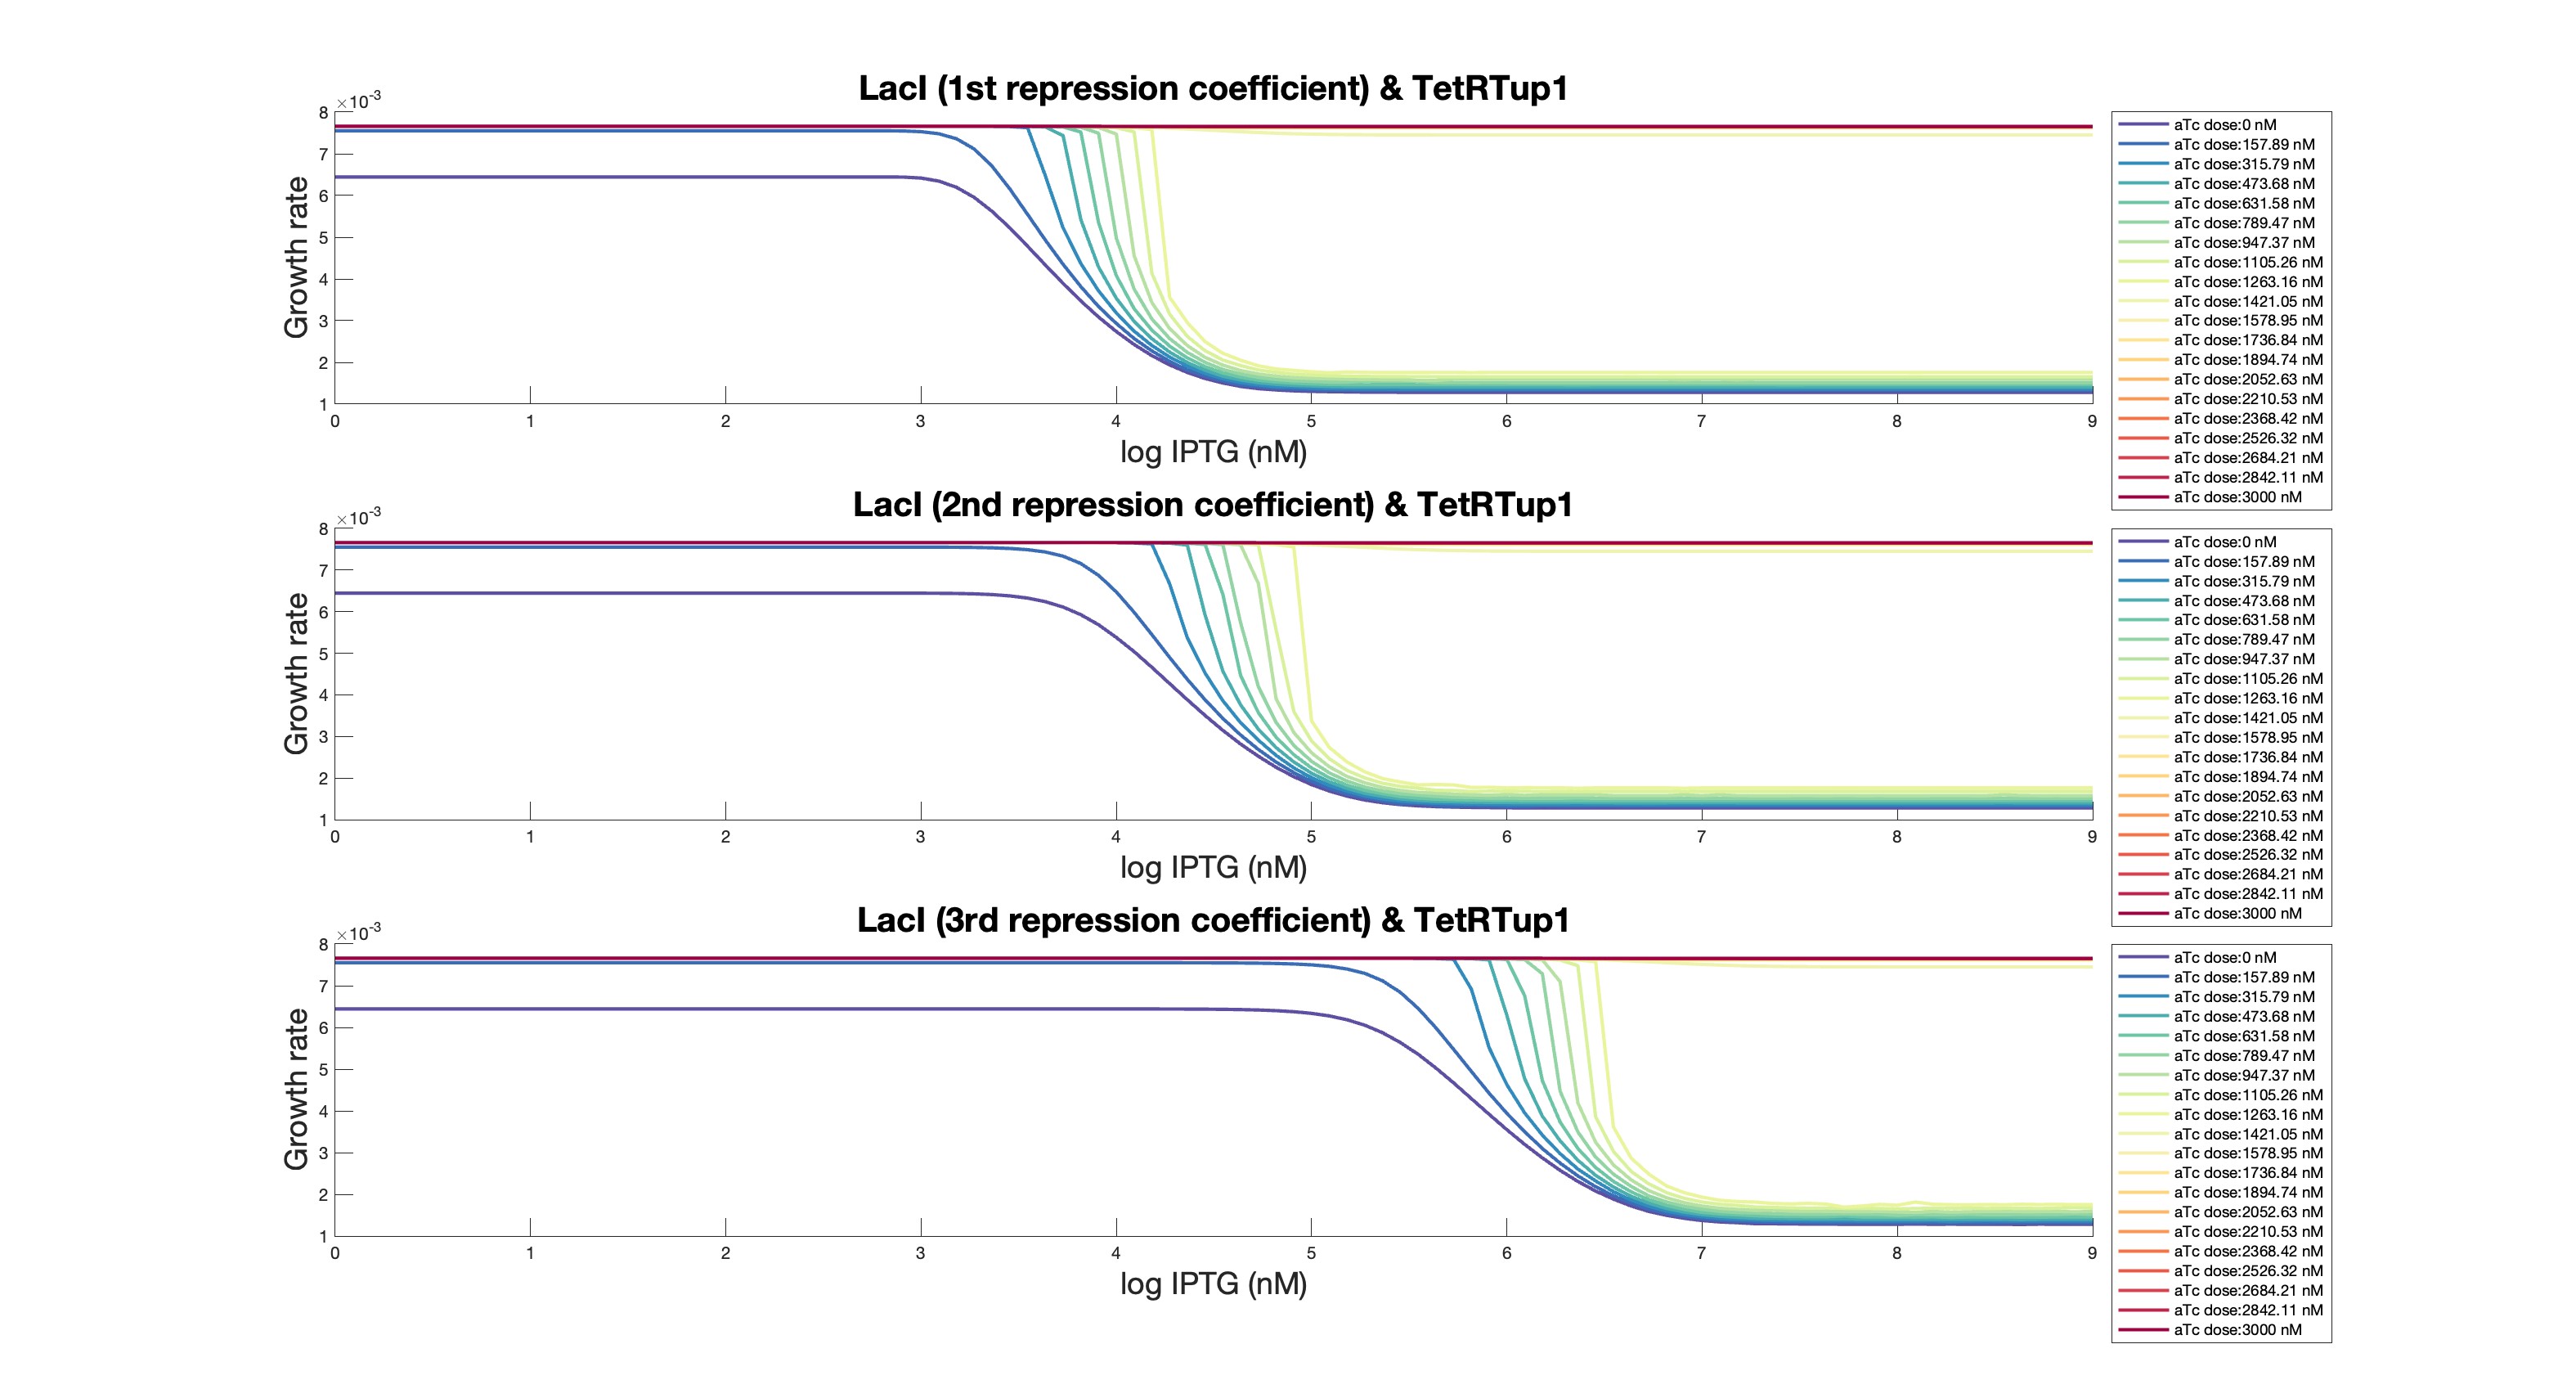 LacI (1st repression coefficient) & TetRTup1
×10-3
8
7
6
5
4
3
2
1
Growth rate
0 1 2 3 4 5 6 7 8 9
log IPTG (nM)
aTc dose:0 nM
aTc dose:157.89 nM
aTc dose:315.79 nM
aTc dose:473.68 nM
aTc dose:631.58 nM
aTc dose:789.47 nM
aTc dose:947.37 nM
aTc dose:1105.26 nM
aTc dose:1263.16 nM
aTc dose:1421.05 nM
aTc dose:1578.95 nM
aTc dose:1736.84 nM
aTc dose:1894.74 nM
aTc dose:2052.63 nM
aTc dose:2210.53 nM
aTc dose:2368.42 nM
aTc dose:2526.32 nM
aTc dose:2684.21 nM
aTc dose:2842.11 nM
aTc dose:3000 nM
LacI (2nd repression coefficient) & TetRTup1
×10-3
8
7
6
5
4
3
2
1
Growth rate
0 1 2 3 4 5 6 7 8 9
log IPTG (nM)
aTc dose:0 nM
aTc dose:157.89 nM
aTc dose:315.79 nM
aTc dose:473.68 nM
aTc dose:631.58 nM
aTc dose:789.47 nM
aTc dose:947.37 nM
aTc dose:1105.26 nM
aTc dose:1263.16 nM
aTc dose:1421.05 nM
aTc dose:1578.95 nM
aTc dose:1736.84 nM
aTc dose:1894.74 nM
aTc dose:2052.63 nM
aTc dose:2210.53 nM
aTc dose:2368.42 nM
aTc dose:2526.32 nM
aTc dose:2684.21 nM
aTc dose:2842.11 nM
aTc dose:3000 nM
LacI (3rd repression coefficient) & TetRTup1
×10-3
8
7
6
5
4
3
2
1
Growth rate
0 1 2 3 4 5 6 7 8 9
log IPTG (nM)
aTc dose:0 nM
aTc dose:157.89 nM
aTc dose:315.79 nM
aTc dose:473.68 nM
aTc dose:631.58 nM
aTc dose:789.47 nM
aTc dose:947.37 nM
aTc dose:1105.26 nM
aTc dose:1263.16 nM
aTc dose:1421.05 nM
aTc dose:1578.95 nM
aTc dose:1736.84 nM
aTc dose:1894.74 nM
aTc dose:2052.63 nM
aTc dose:2210.53 nM
aTc dose:2368.42 nM
aTc dose:2526.32 nM
aTc dose:2684.21 nM
aTc dose:2842.11 nM
aTc dose:3000 nM